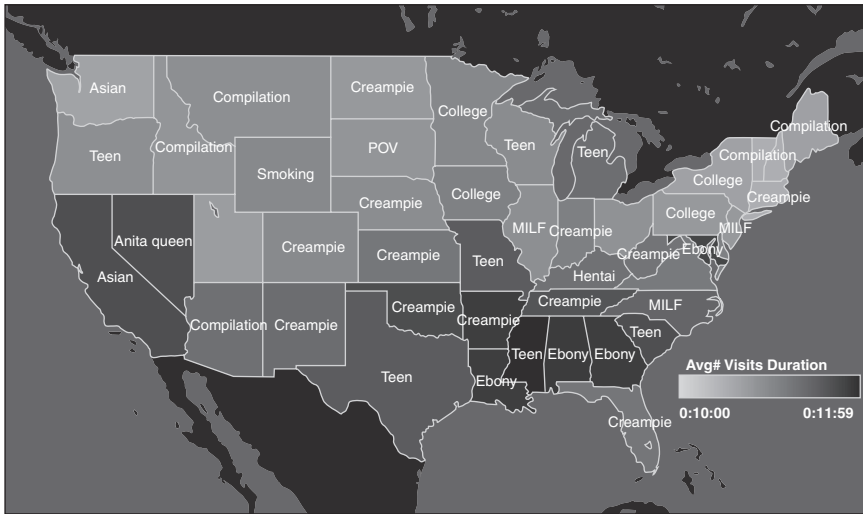 Asian
Compilation
Creampie
College
Teen
Compilation
POV
Teen
Teen
Compilation
Compilation
Smoking
College
College
Creampie
Creampie
College
MILF
Creampie
MILF
Anita queen
Creampie
Creampie
Teen
Creampie
Ebony
Asian
Hentai
Compilation
Creampie
Creampie
Creampie
Creampie
MILF
Teen
Teen
Ebony
Teen
Ebony
Ebony
Creampie
Avg# Visits Duration
0:10:00 0:11:59